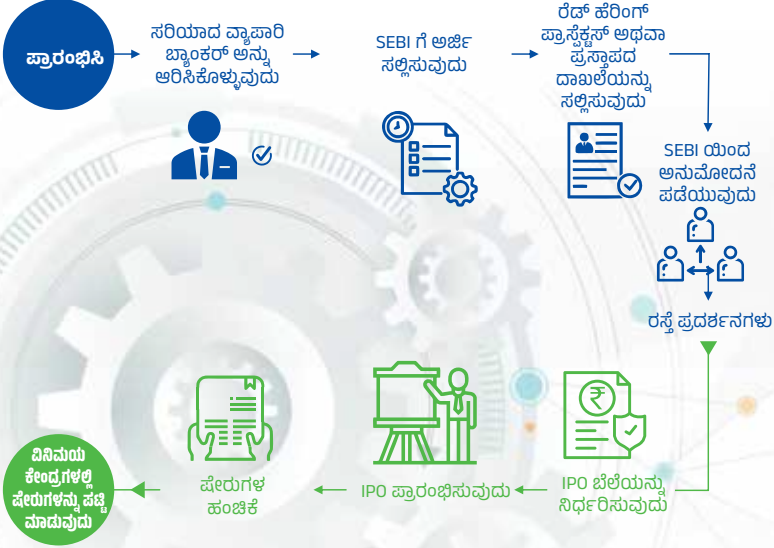 ಪ್ರಾರಂಭಿಸಿ
ಸರಿಯಾದ ವ್ಯಾಪಾರಿ
ಬ್ಯಾಂಕರ್ ಅನ್ನು
ಆರಿಸಿಕೊಳ್ಳುವುದು
SEBI ಗೆ ಅರ್ಜಿ
ಸಲ್ಲಿಸುವುದು
ರೆಡ್ ಹೆರಿಂಗ್
ಪ್ರಾಸ್ಪೆಕ್ಟಸ್ ಅಥವಾ
ಪ್ರಸ್ತಾಪದ
ದಾಖಲೆಯನ್ನು
ಸಲ್ಲಿಸುವುದು
SEBI ಯಿಂದ
ಅನುಮೋದನೆ
ಪಡೆಯುವುದು
ರಸ್ತೆ ಪ್ರದರ್ಶನಗಳು
₹
IPO ಬೆಲೆಯನ್ನು
ನಿರ್ಧರಿಸುವುದು
IPO ಪ್ರಾರಂಭಿಸುವುದು
ಷೇರುಗಳ
ಹಂಚಿಕೆ
ವಿನಿಮಯ
ಕೇಂದ್ರಗಳಲ್ಲಿ
ಷೇರುಗಳನ್ನು ಪಟ್ಟಿ
ಮಾಡುವುದು